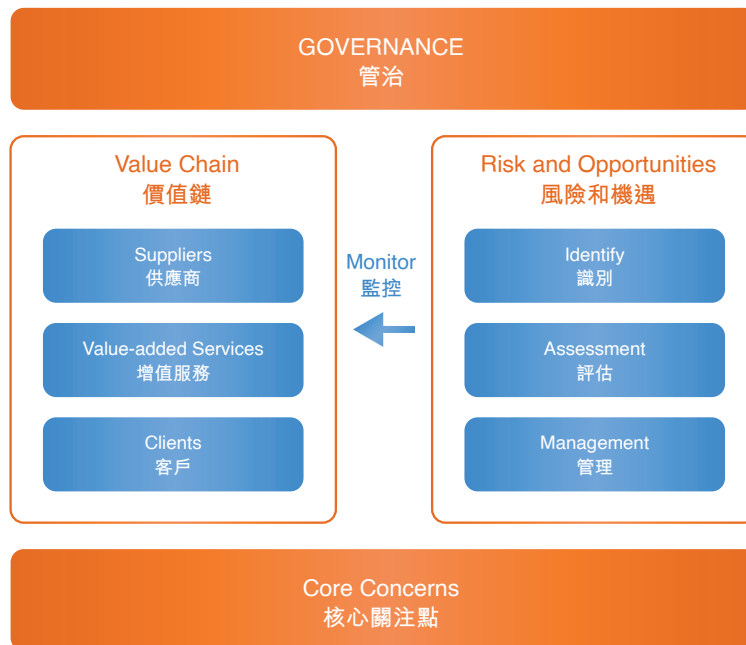 GOVERNANCE
管治
Value Chain
價值鏈
Suppliers
供應商
Value-added Services
增值服務
Clients
客戶
Monitor
監控
Risk and Opportunities
風險和機遇
Identify
識別
Assessment
評估
Management
管理
Core Concerns
核心關注點